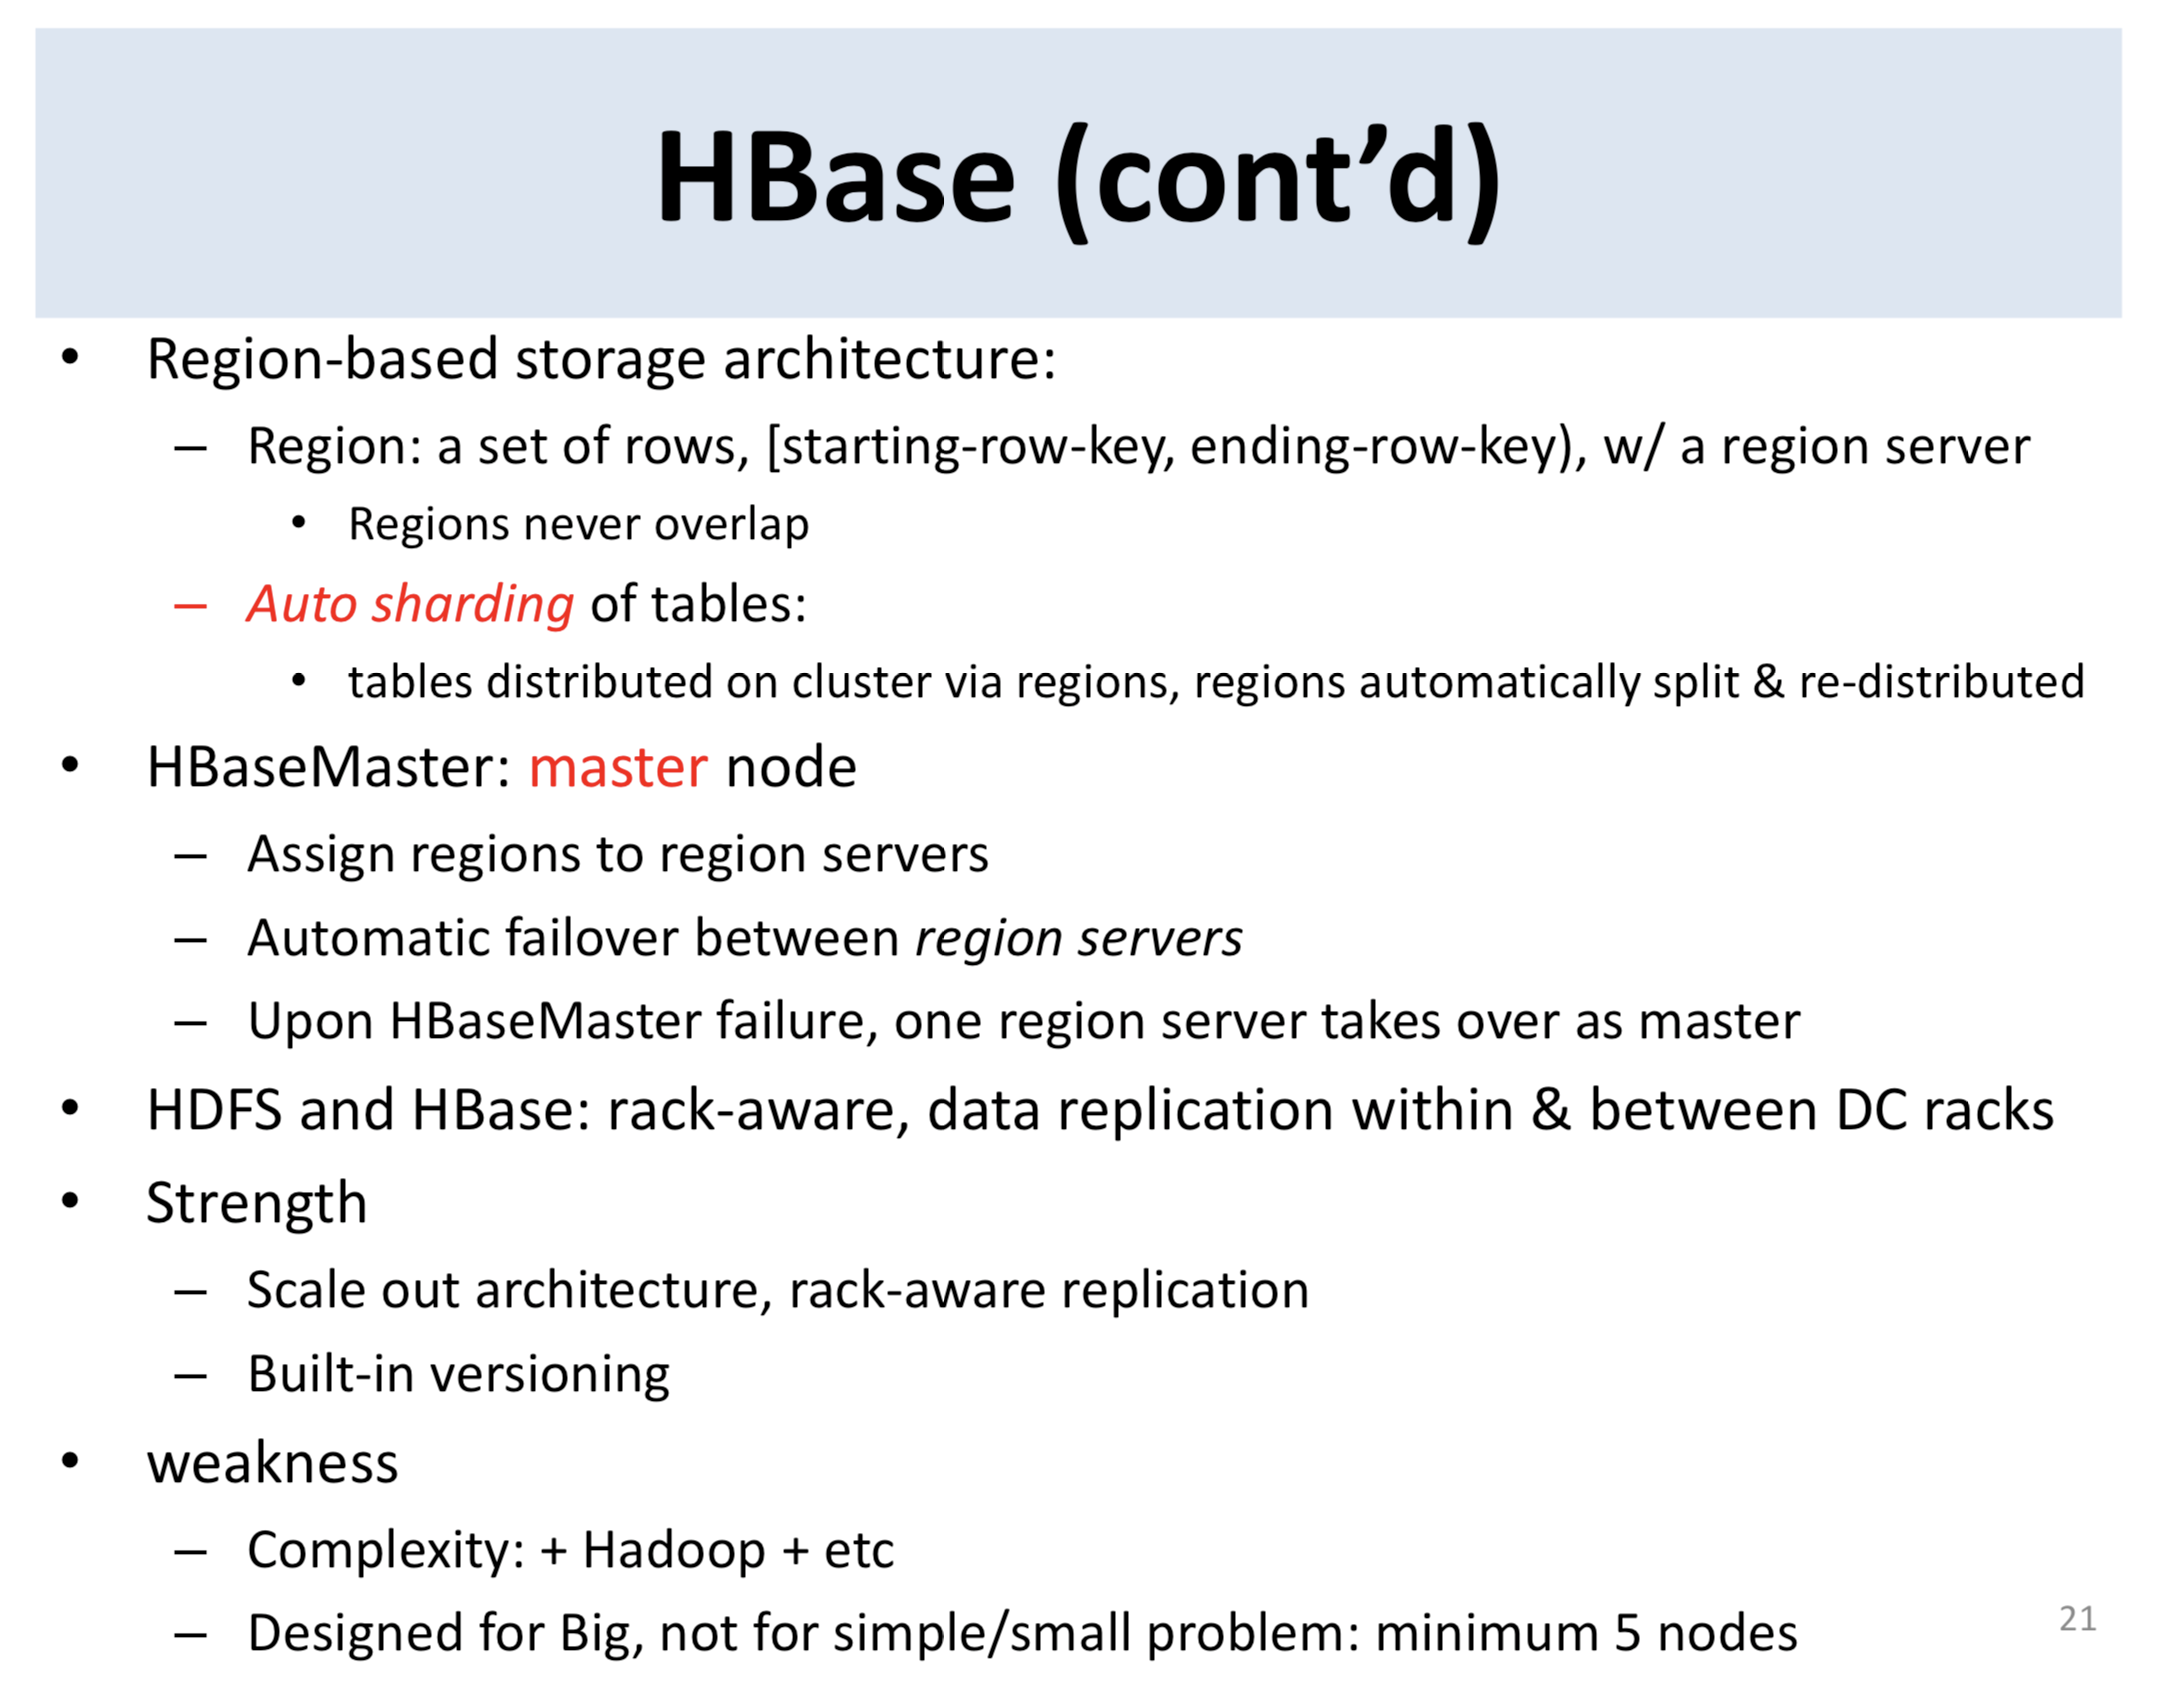 HBase (cont’d)
• Region-based storage architecture:
– Region: a set of rows, [starting-row-key, ending-row-key), w/ a region server
• Regions never overlap
– Auto sharding of tables:
• tables distributed on cluster via regions, regions automatically split & re-distributed
• HBaseMaster: master node
– Assign regions to region servers
– Automatic failover between region servers
– Upon HBaseMaster failure, one region server takes over as master
• HDFS and HBase: rack-aware, data replication within & between DC racks
• Strength
– Scale out architecture, rack-aware replication
– Built-in versioning
• weakness
– Complexity: + Hadoop + etc
– Designed for Big, not for simple/small problem: minimum 5 nodes
21